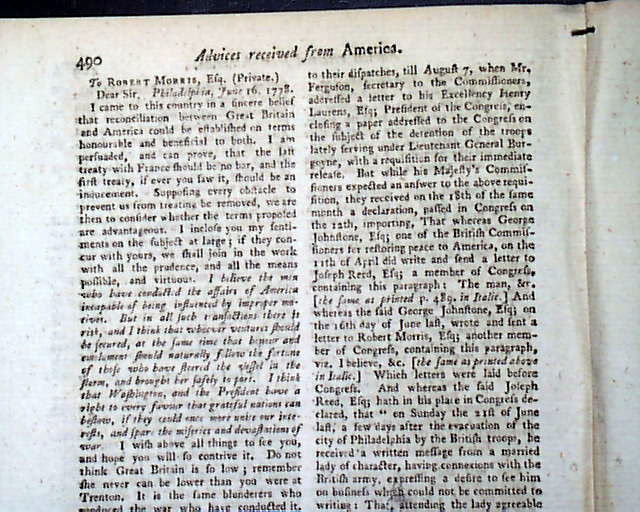 490
Advices received from America.
To ROBERT MORRIS, Esq. (Private.)
Dear Sir, Philadelphia, June 16. 1778.
I came to this country in a sincere belief
that reconciliation between Great Britain
and America could be established on terms
honourable and beneficial to both. I am
persuaded, and can prove, that the last
treaty with France should be no bar, and the
first treaty, if ever you saw it, should be an
inducement. Supposing every obstacle to
prevent us from treating be removed, we are
then to consider whether the terms proposed
are advantageous. I inclose you my senti-
ments on the subject at large; if they con-
cur with yours, we shall join in the work
with all the prudence, and all the means
possible, and virtuous. I believe the men
who have conducted the affairs of America
incapable of being influenced by improper mo-
tives. But in all such transactions there is
risk, and I think that whoever ventures should
be secured, at the same time that honour and
emolument should naturally follow the fortune
of those who have steered the vessel in the
storm, and brought her safely to port. I think
that Washington, and the President have a
right to every favour that grateful nations can
bestow, if they could once more unite our inte-
rests, and spare the miseries and devastations of
war. I wish above all things to see you,
and hope you will so contrive it. Do not
think Great Britain is so low; remember
she never can be lower than you were at
Trenton. It is the same blunderers who
produced the war who have conducted it.
to their dispatches, till August 7, when Mr.
Ferguson, secretary to the Commissioners,
addressed a letter to his Excellency Henry
Laurens, Esq; President of the Congress, en-
closing a paper addressed to the Congress on
the subject of the detention of the troops
lately serving under Lieutenant General Bur-
goyne, with a requisition for their immediate
release. But while his Majesty's Commis-
sioners expected an answer to the above requi-
sition, they received on the 18th of the same
month a declaration, passed in Congress on
the 12th, importing, That whereas George
Johnstone, Esq; one of the British Commis-
sioners for restoring peace to America, on the
11th of April did write and send a letter to
Joseph Reed, Esq; a member of Congress,
containing this paragraph: The man, &c.
[the same as printed p. 489. in Italic.] And
whereas the said George Johnstone, Esq; on
the 16th day of June last, wrote and sent a
letter to Robert Morris, Esq; another mem-
ber of Congress, containing this paragraph,
viz. I believe, &c. [the same as printed above
in Italic.] Which letters were laid before
Congress. And whereas the said Joseph
Reed, Esq; hath in his place in Congress de-
clared, that “ on Sunday the 21st of June
last, a few days after the evacuation of the
city of Philadelphia by the British troops, he
received a written message from a married
lady of character, having connexions with the
British army, expressing a desire to see him
on business which could not be committed to
writing: That, attending the lady agreeable